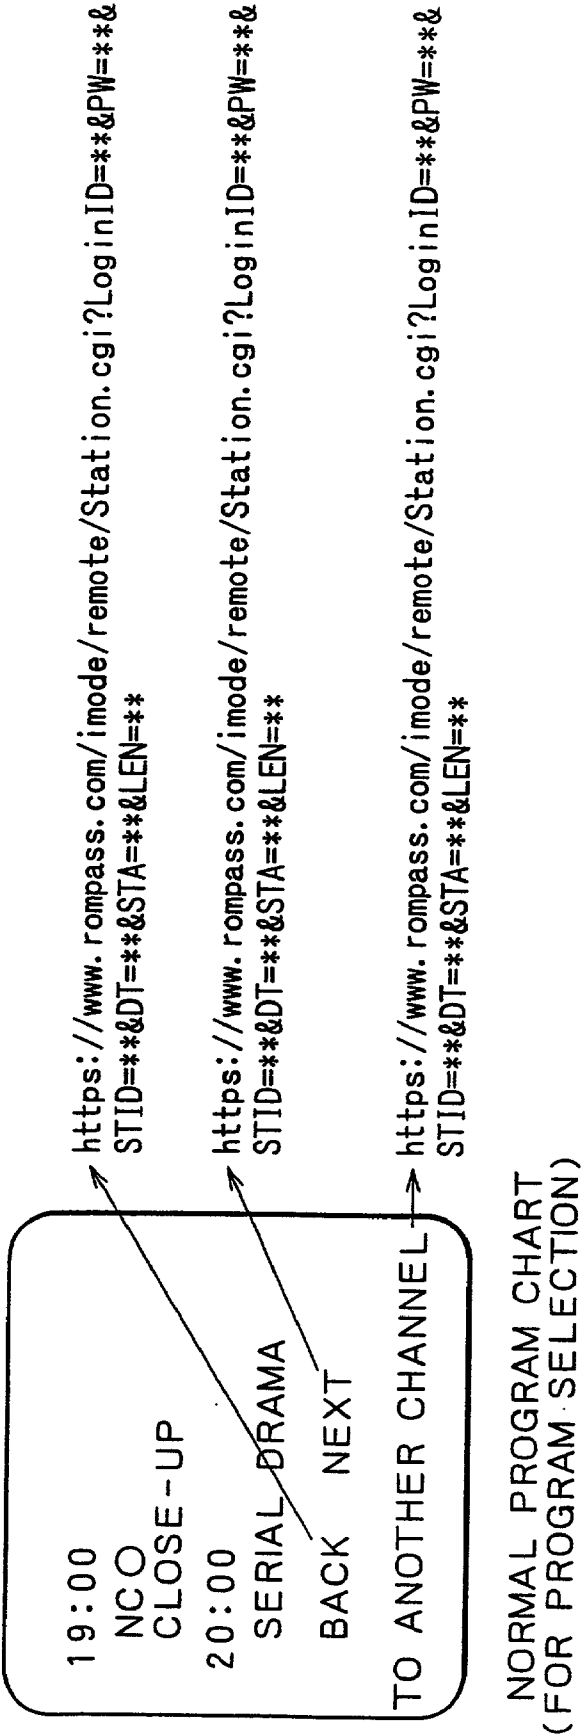 19:00
NC○
CLOSE-UP
20:00
SERIAL DRAMA
BACK NEXT
TO ANOTHER CHANNEL
https://www.rompass.com/imode/remote/Station.cgi?LoginID=**&PW=**&
STID=**&DT=**&STA=**&LEN=**
https://www.rompass.com/imode/remote/Station.cgi?LoginID=**&PW=**&
STID=**&DT=**&STA=**&LEN=**
https://www.rompass.com/imode/remote/Station.cgi?LoginID=**&PW=**&
STID=**&DT=**&STA=**&LEN=**
NORMAL PROGRAM CHART
(FOR PROGRAM SELECTION)